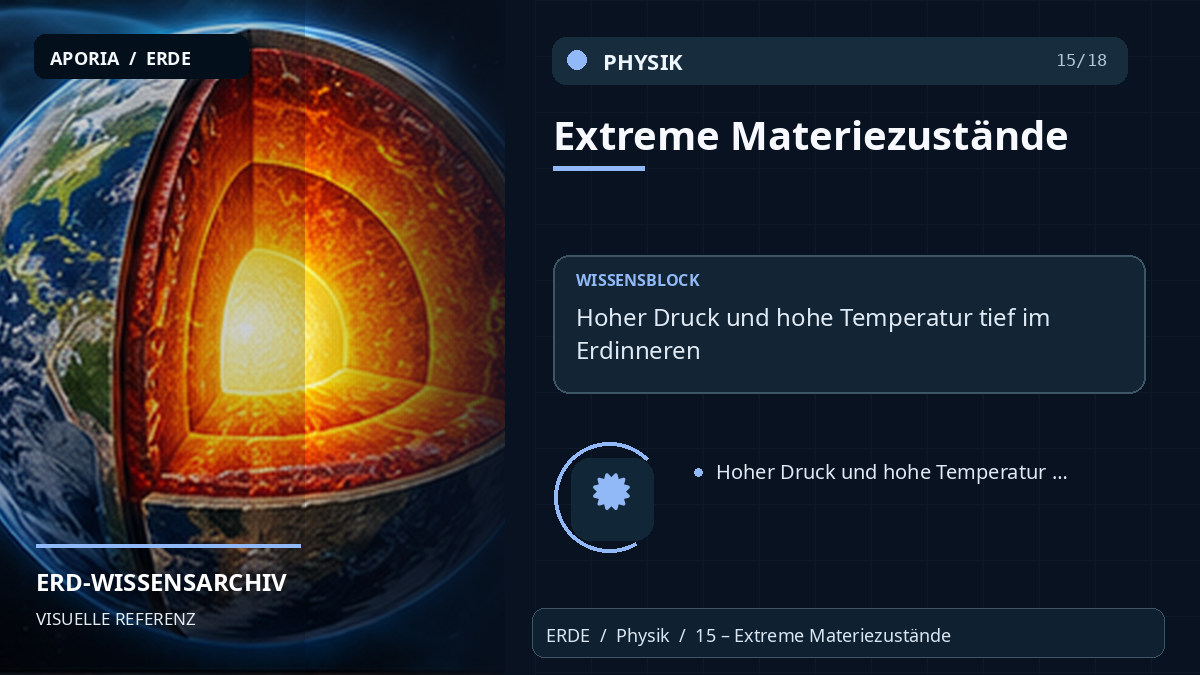 APORIA / ERDE
ERD-WISSENSARCHIV
VISUELLE REFERENZ
PHYSIK
15/18
Extreme Materiezustände
WISSENSBLOCK
Hoher Druck und hohe Temperatur tief im
Erdinneren
Hoher Druck und hohe Temperatur ...
ERDE / Physik / 15 – Extreme Materiezustände